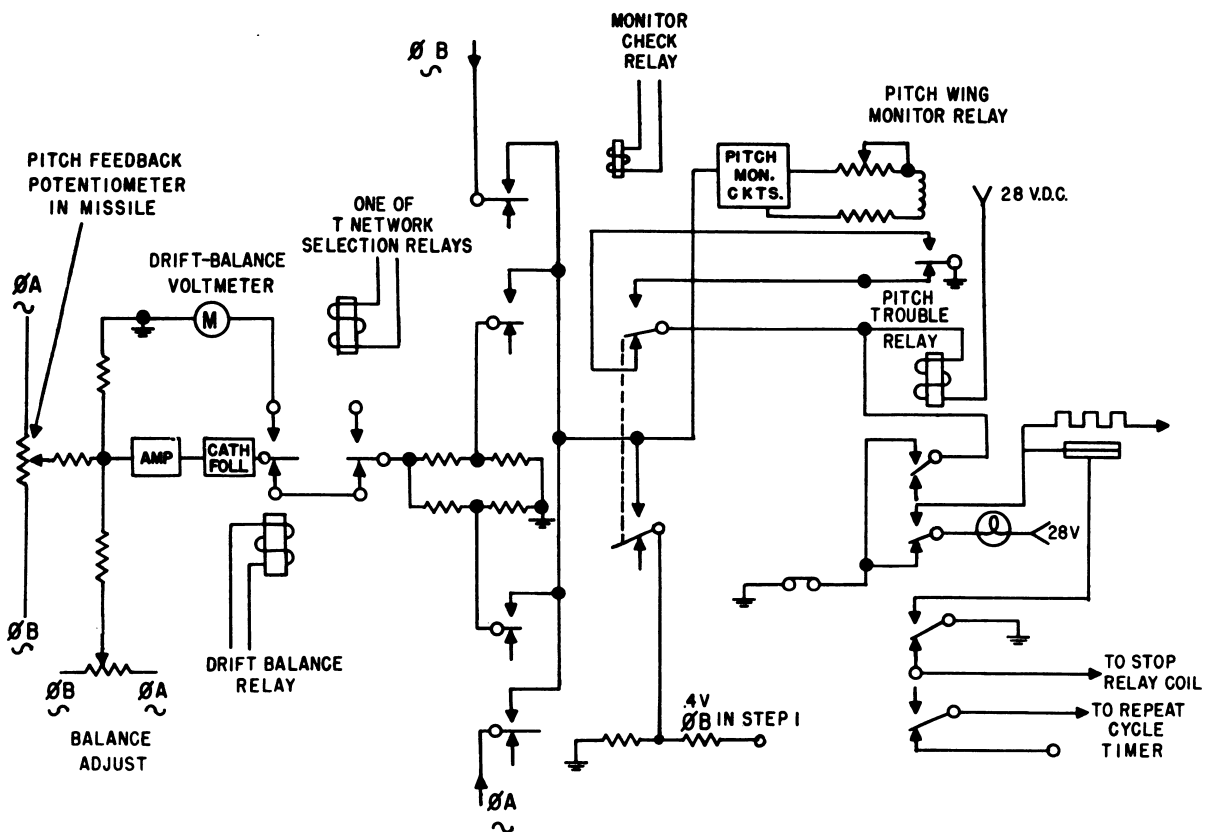 MONITOR
CHECK
RELAY
Ø B
PITCH WING
MONITOR RELAY
PITCH FEEDBACK
POTENTIOMETER
IN MISSILE
PITCH
MON.
CKTS.
28 V.D.C.
ONE OF
T NETWORK
SELECTION RELAYS
DRIFT-BALANCE
VOLTMETER
ØA
M
PITCH
TROUBLE
RELAY
AMP
CATH
FOLL
28V
ØB
DRIFT BALANCE
RELAY
ØB
ØA
BALANCE
ADJUST
.4V
ØB IN STEP 1
TO STOP
RELAY COIL
TO REPEAT
CYCLE
TIMER
ØA